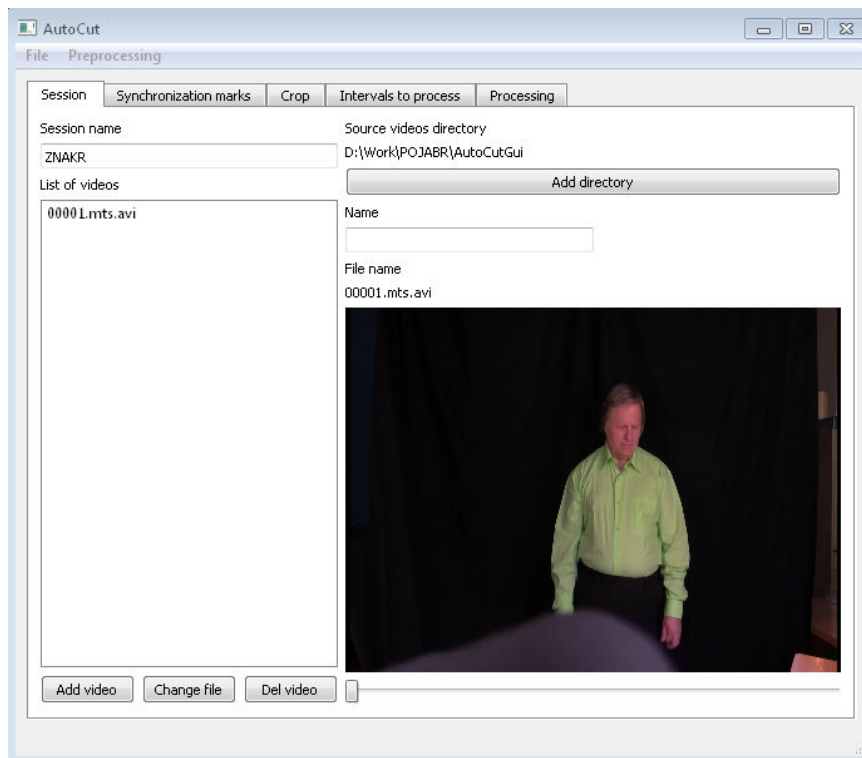 AutoCut
File Preprocessing
Session Synchronization marks Crop Intervals to process Processing
Session name
ZNAKR
List of videos
00001.mts.avi
Source videos directory
D:\Work\POJABR\AutoCutGui
Add directory
Name
File name
00001.mts.avi
Add video Change file Del video